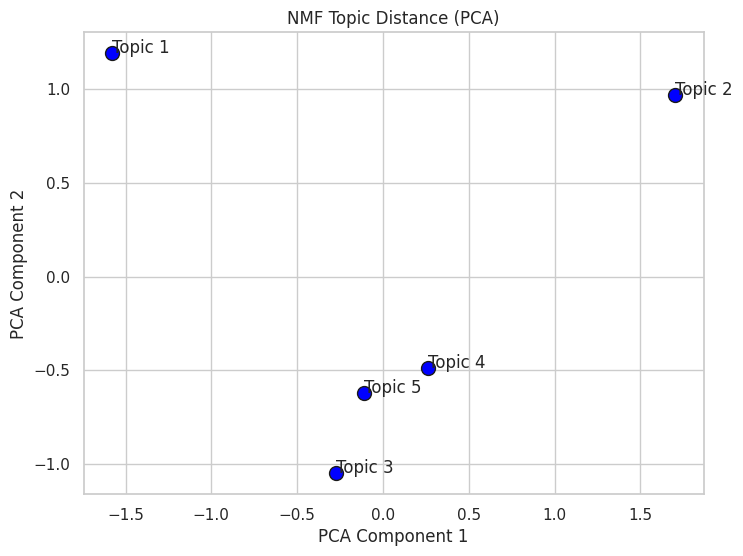 NMF Topic Distance (PCA)
Topic 1
Topic 2
Topic 4
Topic 5
Topic 3
1.0
0.5
0.0
−0.5
−1.0
PCA Component 2
−1.5
−1.0
−0.5
0.0
0.5
1.0
1.5
PCA Component 1